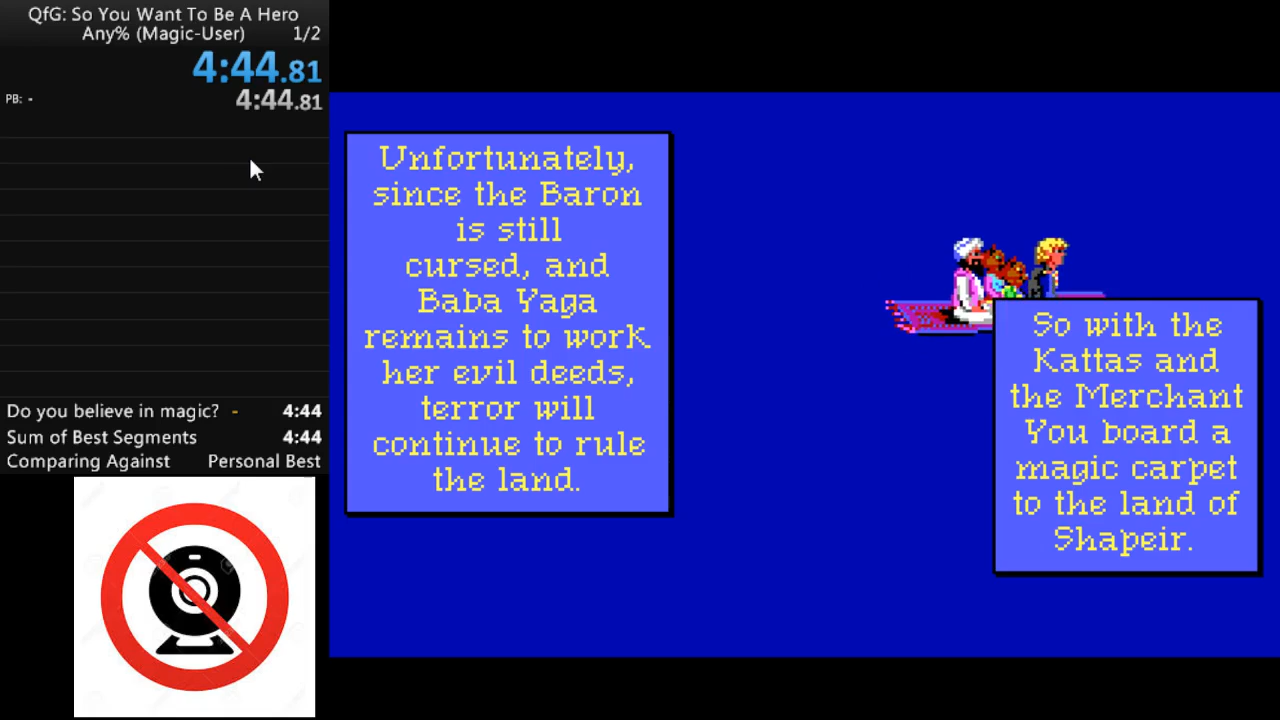 QfG: So You Want To Be A Hero
Any% (Magic-User) 1/2
4:44.81
PB: - 4:44.81
Do you believe in magic? - 4:44
Sum of Best Segments 4:44
Comparing Against Personal Best
Unfortunately,
since the Baron
is still
cursed, and
Baba Yaga
remains to work
her evil deeds,
terror will
continue to rule
the land.
So with the
Kattas and
the Merchant
You board a
magic carpet
to the land of
Shapeir.